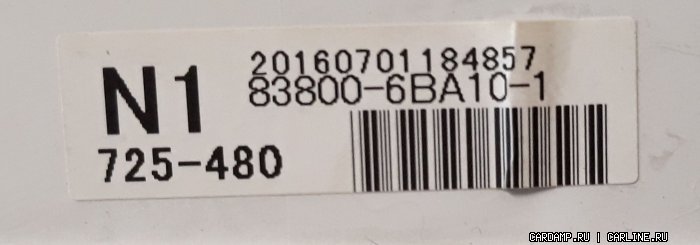 20160701184857
N1 83800-6BA10-1
725-480
CARDAMP.RU | CARLINE.RU